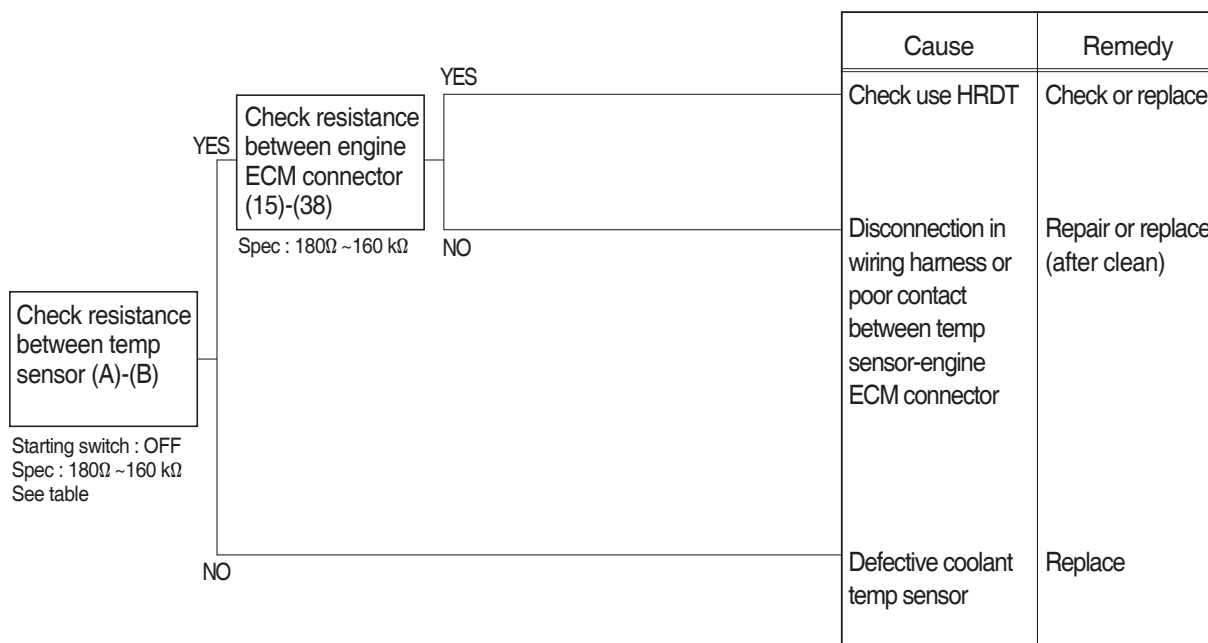 Cause
Remedy
YES
Check use HRDT
Check or replace
Check resistance
between engine
ECM connector
(15)-(38)
YES
Spec : 180Ω ~160 kΩ
NO
Disconnection in
wiring harness or
poor contact
between temp
sensor-engine
ECM connector
Repair or replace
(after clean)
Check resistance
between temp
sensor (A)-(B)
Starting switch : OFF
Spec : 180Ω ~160 kΩ
See table
NO
Defective coolant
temp sensor
Replace